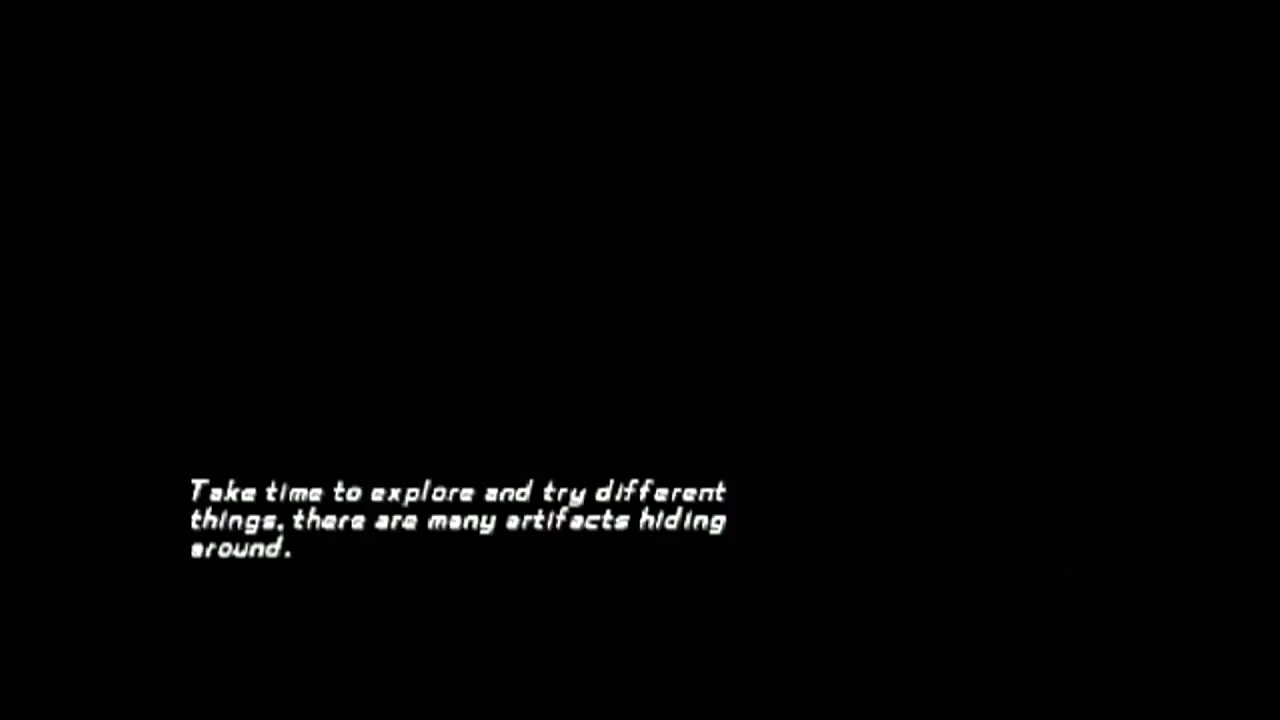 Take time to explore and try different
things, there are many artifacts hiding
around.